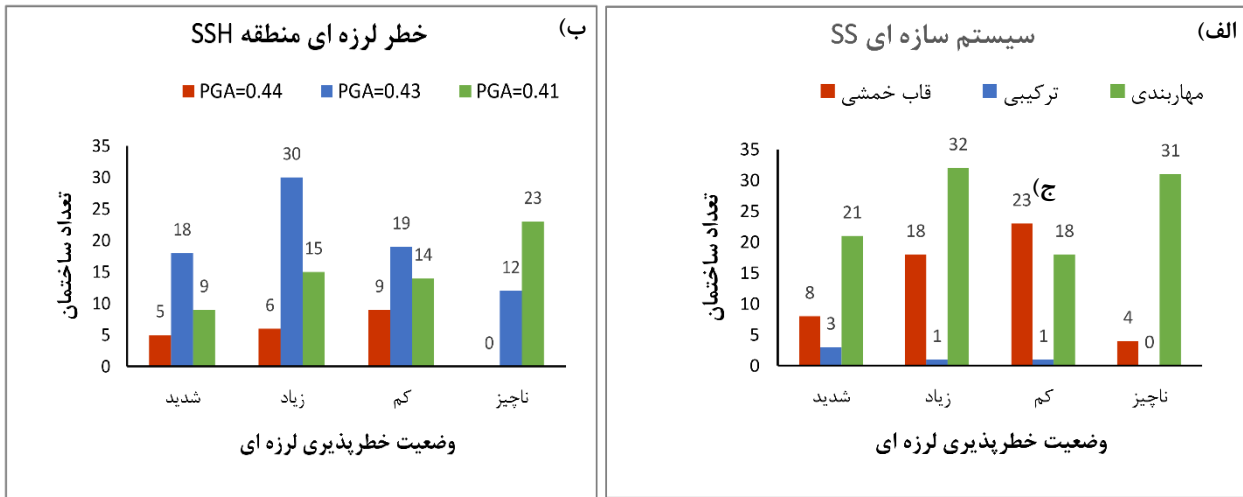 الف)
سیستم سازه ای SS
قاب خمشی
ترکیبی
مهاربندی
تعداد ساختمان
35
30
25
20
15
10
5
0
8
3
21
18
1
32
23
1
18
4
0
31
ج)
شدید
زیاد
کم
ناچیز
وضعیت خطرپذیری لرزه ای
ب)
خطر لرزه ای منطقه SSH
PGA=0.44
PGA=0.43
PGA=0.41
تعداد ساختمان
35
30
25
20
15
10
5
0
5
18
9
6
30
15
9
19
14
0
12
23
شدید
زیاد
کم
ناچیز
وضعیت خطرپذیری لرزه ای